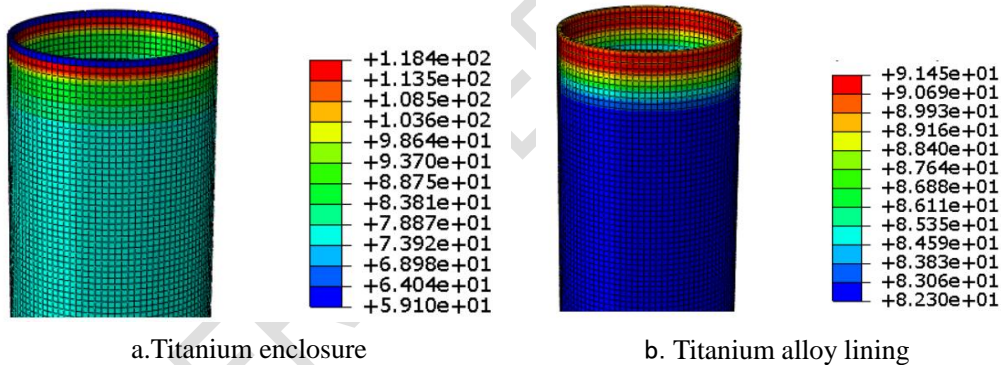 +1.184e+02
+1.135e+02
+1.085e+02
+1.036e+02
+9.864e+01
+9.370e+01
+8.875e+01
+8.381e+01
+7.887e+01
+7.392e+01
+6.898e+01
+6.404e+01
+5.910e+01
+9.145e+01
+9.069e+01
+8.993e+01
+8.916e+01
+8.840e+01
+8.764e+01
+8.688e+01
+8.611e+01
+8.535e+01
+8.459e+01
+8.383e+01
+8.306e+01
+8.230e+01
a.Titanium enclosure
b. Titanium alloy lining